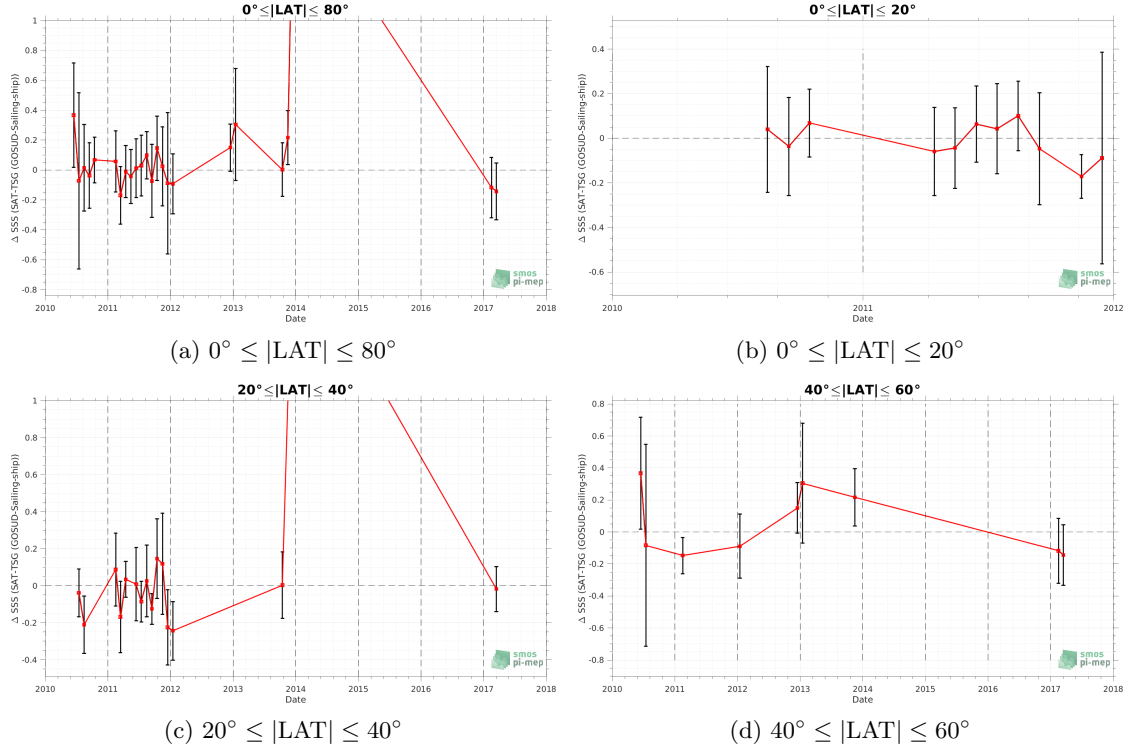 0°≤|LAT|≤ 80°
Δ SSS (SAT-TSG (GOSUD-Sailing-ship))
1
0.8
0.6
0.4
0.2
0
-0.2
-0.4
-0.6
-0.8
2010 2011 2012 2013 2014 2015 2016 2017 2018
Date
smos
pi-mep
(a) 0° ≤ |LAT| ≤ 80°
0°≤|LAT|≤ 20°
Δ SSS (SAT-TSG (GOSUD-Sailing-ship))
0.4
0.2
0
-0.2
-0.4
-0.6
2010 2011 2012
Date
smos
pi-mep
(b) 0° ≤ |LAT| ≤ 20°
20°≤|LAT|≤ 40°
Δ SSS (SAT-TSG (GOSUD-Sailing-ship))
1
0.8
0.6
0.4
0.2
0
-0.2
-0.4
2010 2011 2012 2013 2014 2015 2016 2017 2018
Date
smos
pi-mep
(c) 20° ≤ |LAT| ≤ 40°
40°≤|LAT|≤ 60°
Δ SSS (SAT-TSG (GOSUD-Sailing-ship))
0.8
0.6
0.4
0.2
0
-0.2
-0.4
-0.6
-0.8
2010 2011 2012 2013 2014 2015 2016 2017 2018
Date
smos
pi-mep
(d) 40° ≤ |LAT| ≤ 60°